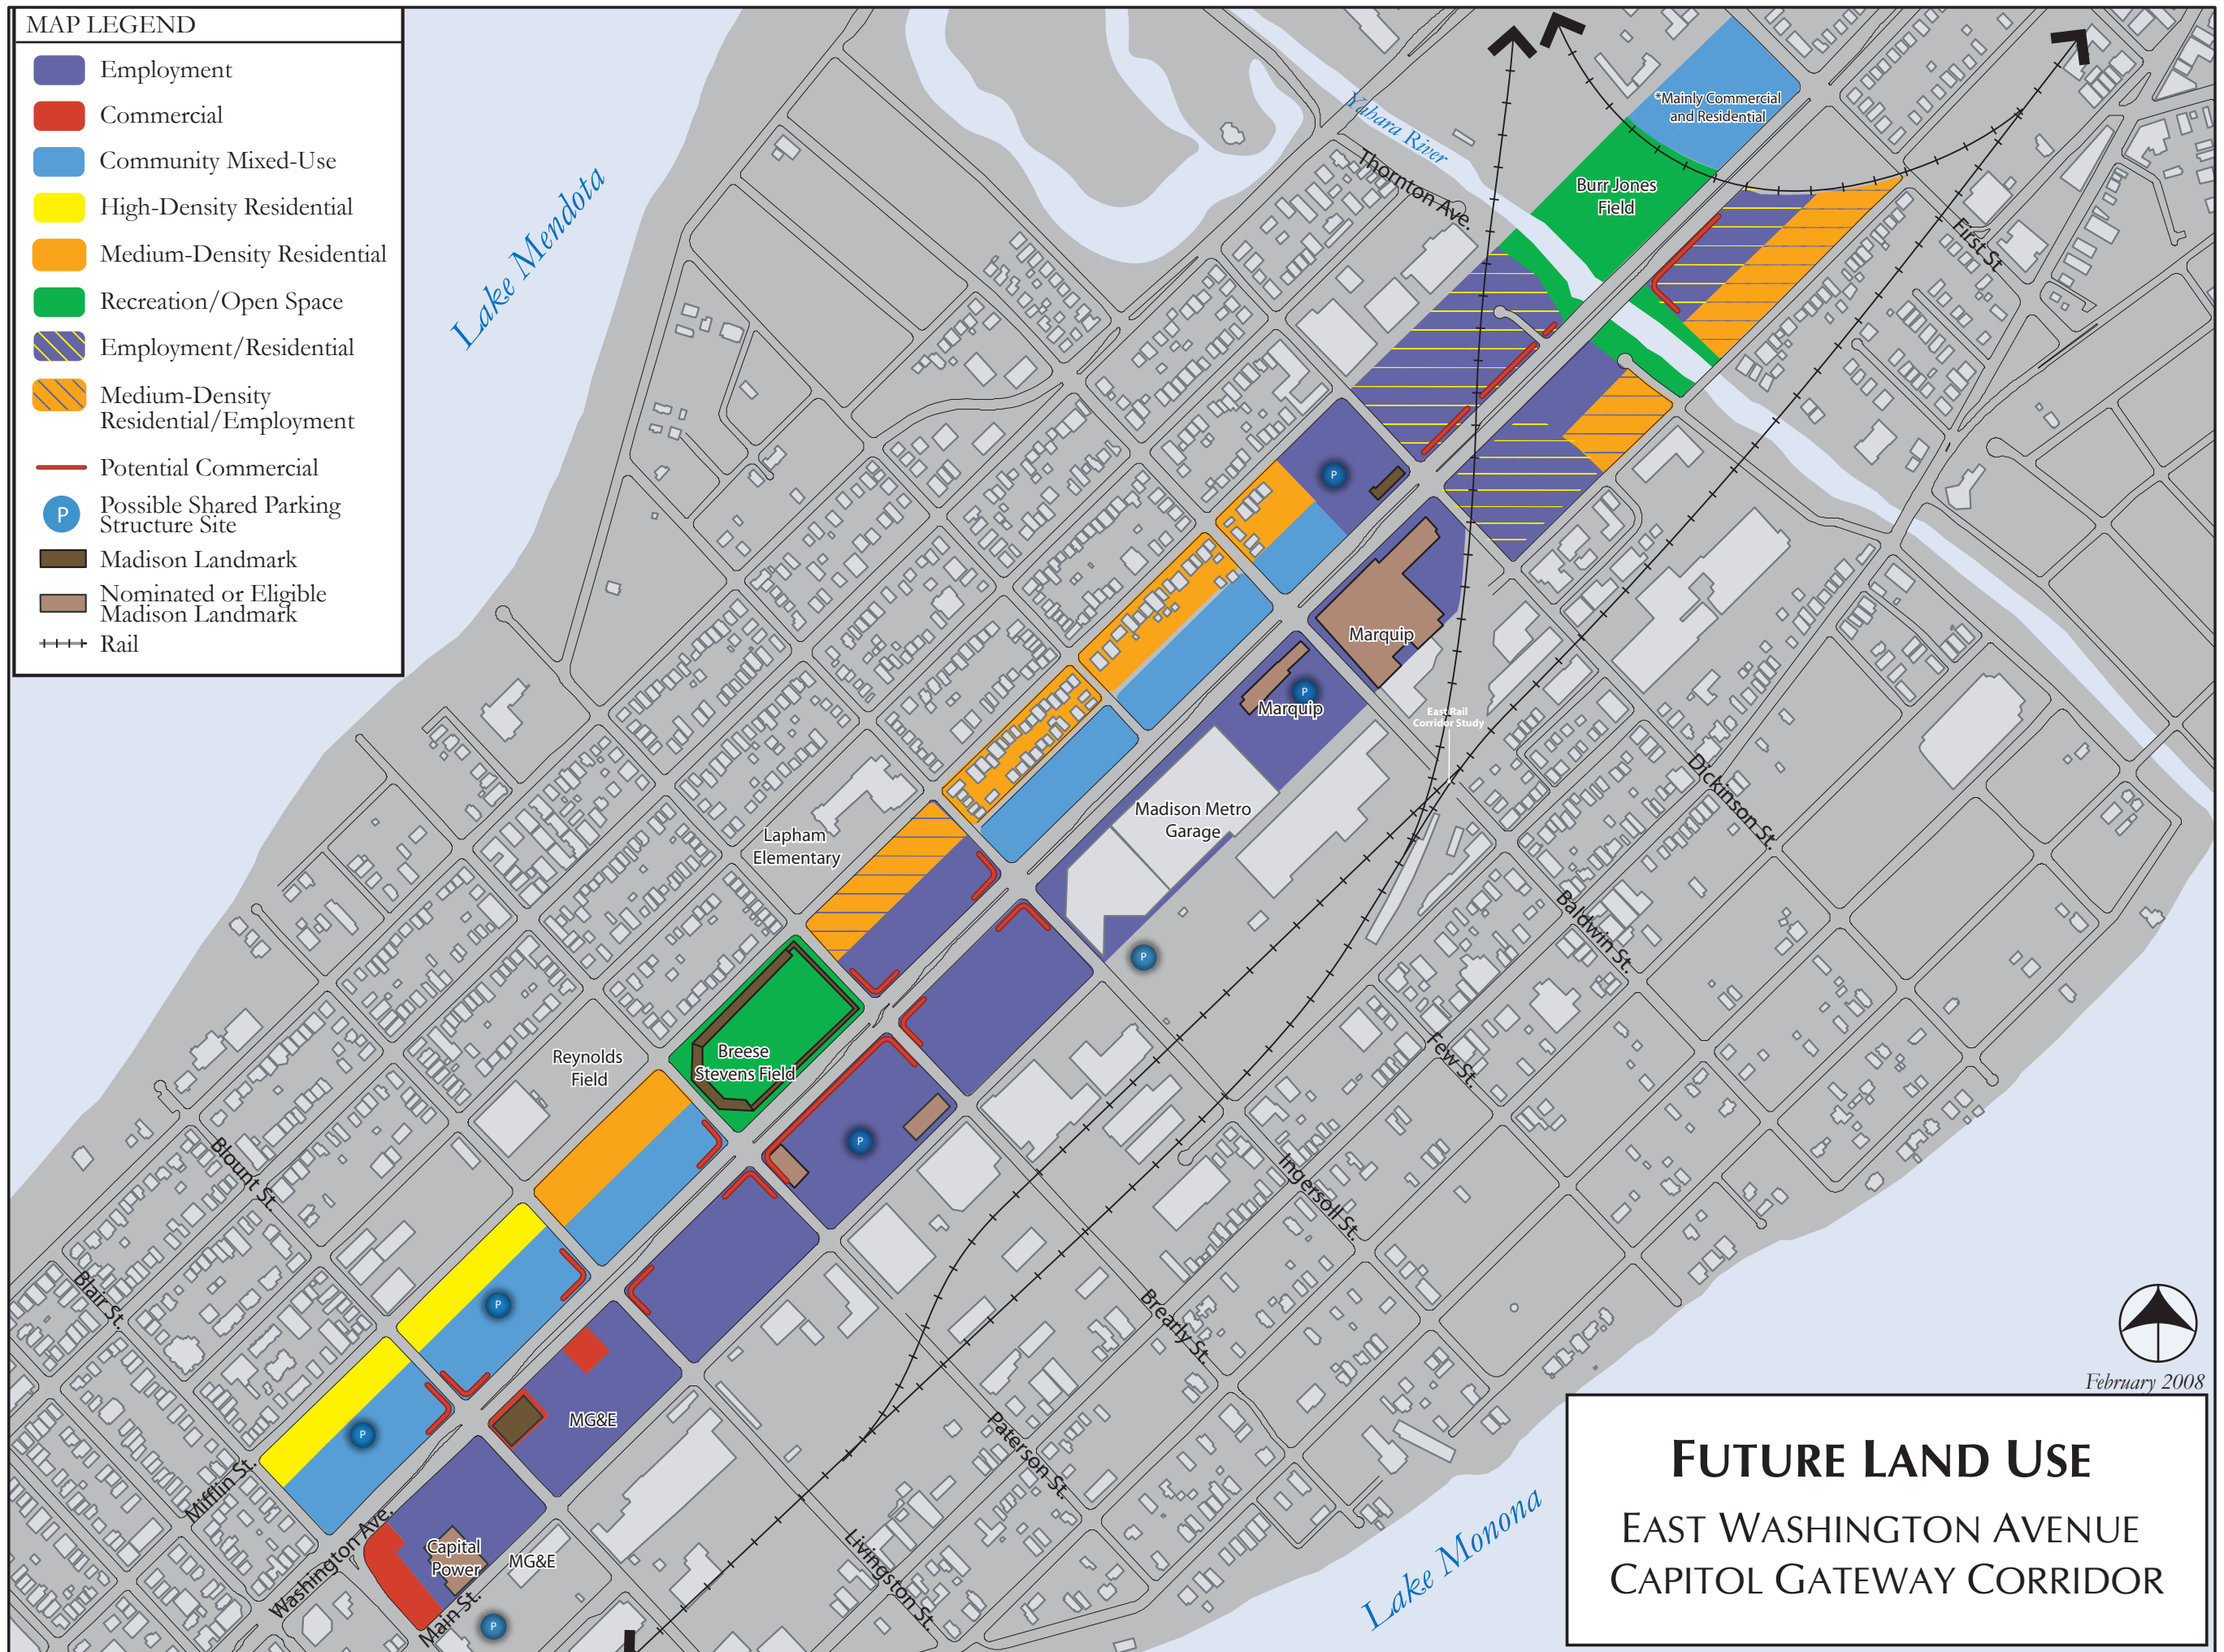 MAP LEGEND
Employment
Commercial
Community Mixed-Use
High-Density Residential
Medium-Density Residential
Recreation/Open Space
Employment/Residential
Medium-Density
Residential/Employment
Potential Commercial
P
Possible Shared Parking
Structure Site
Madison Landmark
Nominated or Eligible
Madison Landmark
Rail
Lake Mendota
Yahara River
Thornton Ave.
*Mainly Commercial
and Residential
Burr Jones
Field
First St
P
Marquip
P
Marquip
East Rail
Corridor Study
Madison Metro
Garage
Dickinson St.
Lapham
Elementary
Baldwin St.
P
Few St.
Breese
Stevens Field
Reynolds
Field
P
Ingersoll St.
Blount St.
Blair St.
P
Brearly St.
P
MG&E
Paterson St.
Mifflin St.
Washington Ave.
Capital
Power
MG&E
Main St.
P
Livingston St.
Lake Monona
February 2008
FUTURE LAND USE
EAST WASHINGTON AVENUE
CAPITOL GATEWAY CORRIDOR